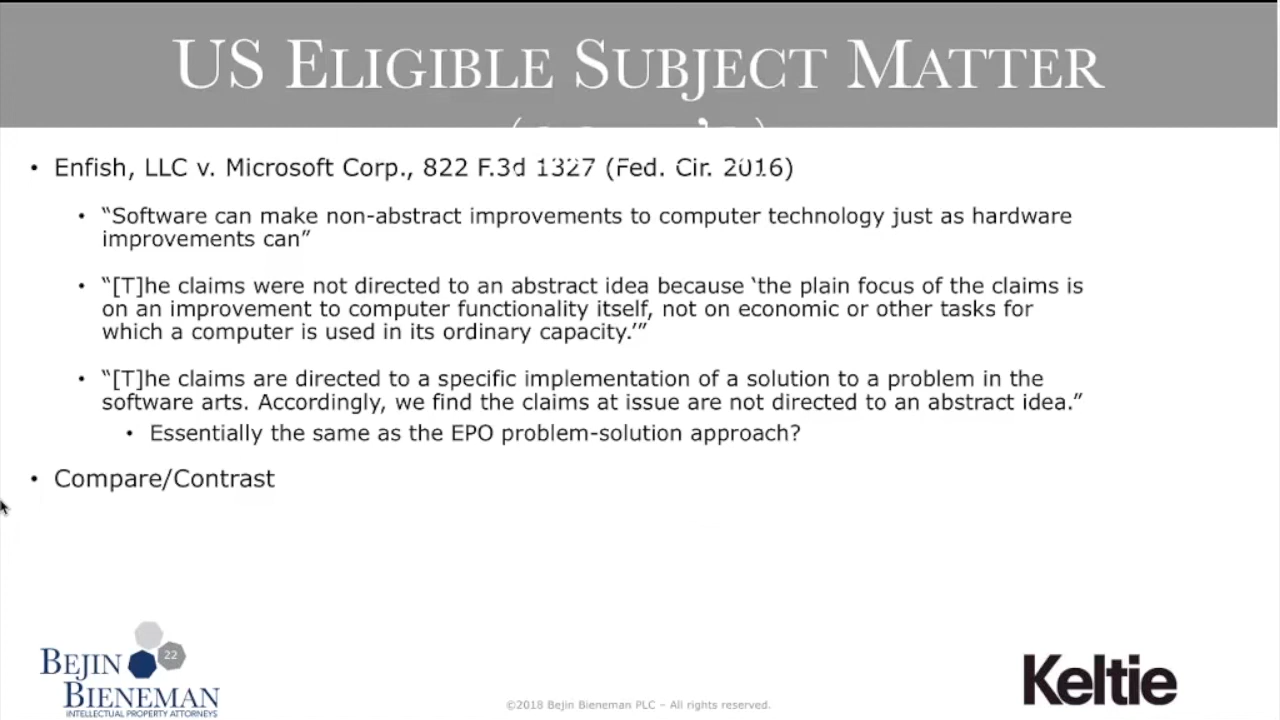 US ELIGIBLE SUBJECT MATTER
• Enfish, LLC v. Microsoft Corp., 822 F.3d 1327 (Fed. Cir. 2016)
• “Software can make non-abstract improvements to computer technology just as hardware
improvements can”
• “[T]he claims were not directed to an abstract idea because ‘the plain focus of the claims is
on an improvement to computer functionality itself, not on economic or other tasks for
which a computer is used in its ordinary capacity.’”
• “[T]he claims are directed to a specific implementation of a solution to a problem in the
software arts. Accordingly, we find the claims at issue are not directed to an abstract idea.”
• Essentially the same as the EPO problem-solution approach?
• Compare/Contrast
22
BEJIN
BIENEMAN
INTELLECTUAL PROPERTY ATTORNEYS
©2018 Bejin Bieneman PLC – All rights reserved.
Keltie